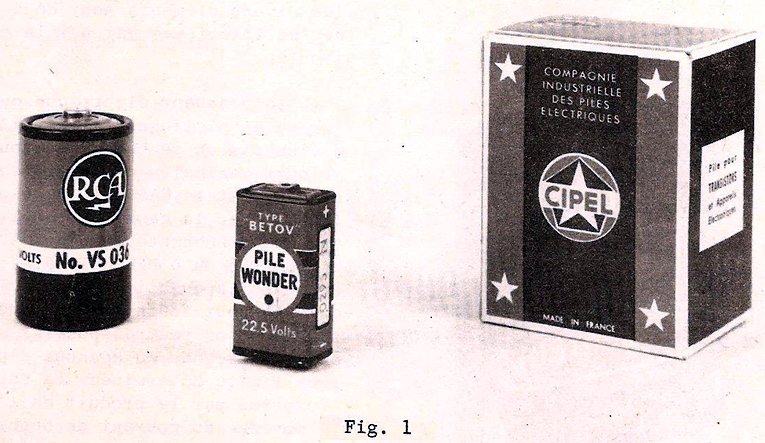 RCA
VOLTS No. VS 036
TYPE
"BETOV"
PILE
WONDER
22.5 Volts
+
COMPAGNIE
INDUSTRIELLE
DES PILES
ELECTRIQUES
CIPEL
MADE IN FRANCE
Pile pour
TRANSISTORS
et Appareils
Electroniques
Fig. 1